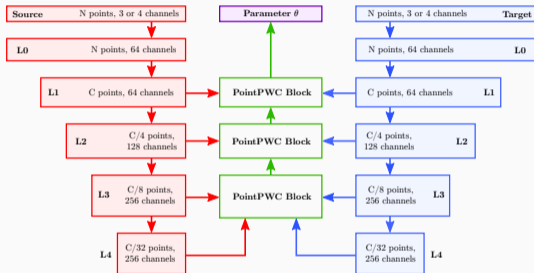 Source N points, 3 or 4 channels
Parameter θ
N points, 3 or 4 channels Target
L0 N points, 64 channels
N points, 64 channels L0
L1 C points, 64 channels
PointPWC Block
C points, 64 channels L1
L2 C/4 points,
128 channels
PointPWC Block
C/4 points,
128 channels
L2
L3 C/8 points,
256 channels
PointPWC Block
C/8 points,
256 channels
L3
L4 C/32 points,
256 channels
C/32 points,
256 channels
L4